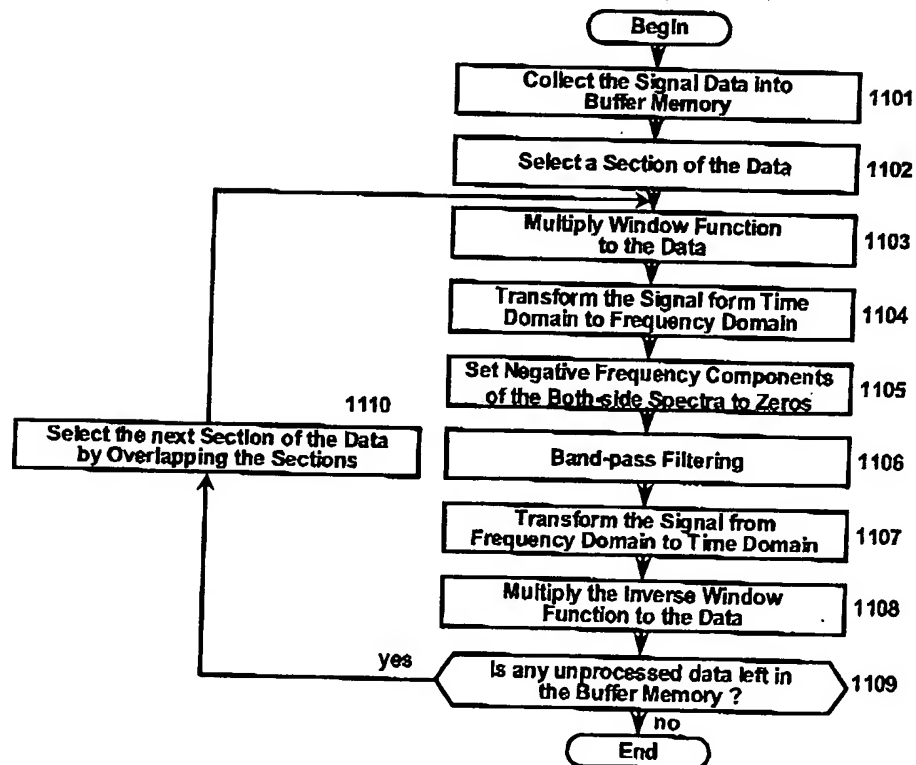 Begin
Collect the Signal Data into
Buffer Memory
1101
Select a Section of the Data
1102
Multiply Window Function
to the Data
1103
Transform the Signal form Time
Domain to Frequency Domain
1104
Set Negative Frequency Components
of the Both-side Spectra to Zeros
1105
1110
Select the next Section of the Data
by Overlapping the Sections
Band-pass Filtering
1106
Transform the Signal from
Frequency Domain to Time Domain
1107
Multiply the Inverse Window
Function to the Data
1108
yes
Is any unprocessed data left in
the Buffer Memory ?
1109
no
End